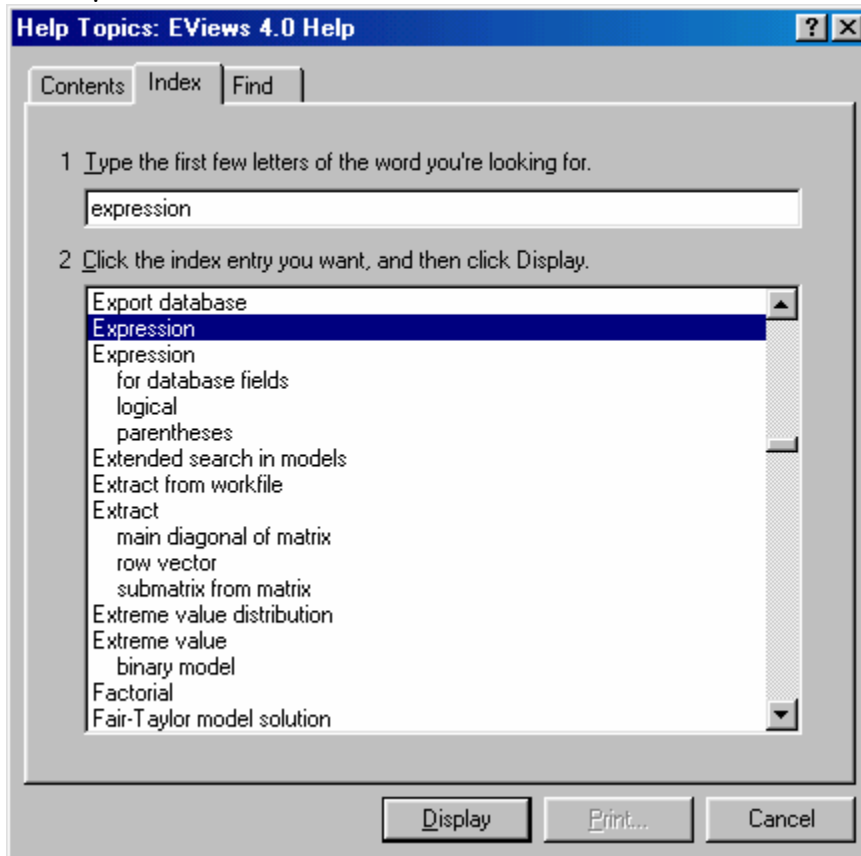 Help Topics: EViews 4.0 Help
Contents Index Find
1 Type the first few letters of the word you're looking for.
expression
2 Click the index entry you want, and then click Display.
Export database
Expression
Expression
for database fields
logical
parentheses
Extended search in models
Extract from workfile
Extract
main diagonal of matrix
row vector
submatrix from matrix
Extreme value distribution
Extreme value
binary model
Factorial
Fair-Taylor model solution
Display Print... Cancel